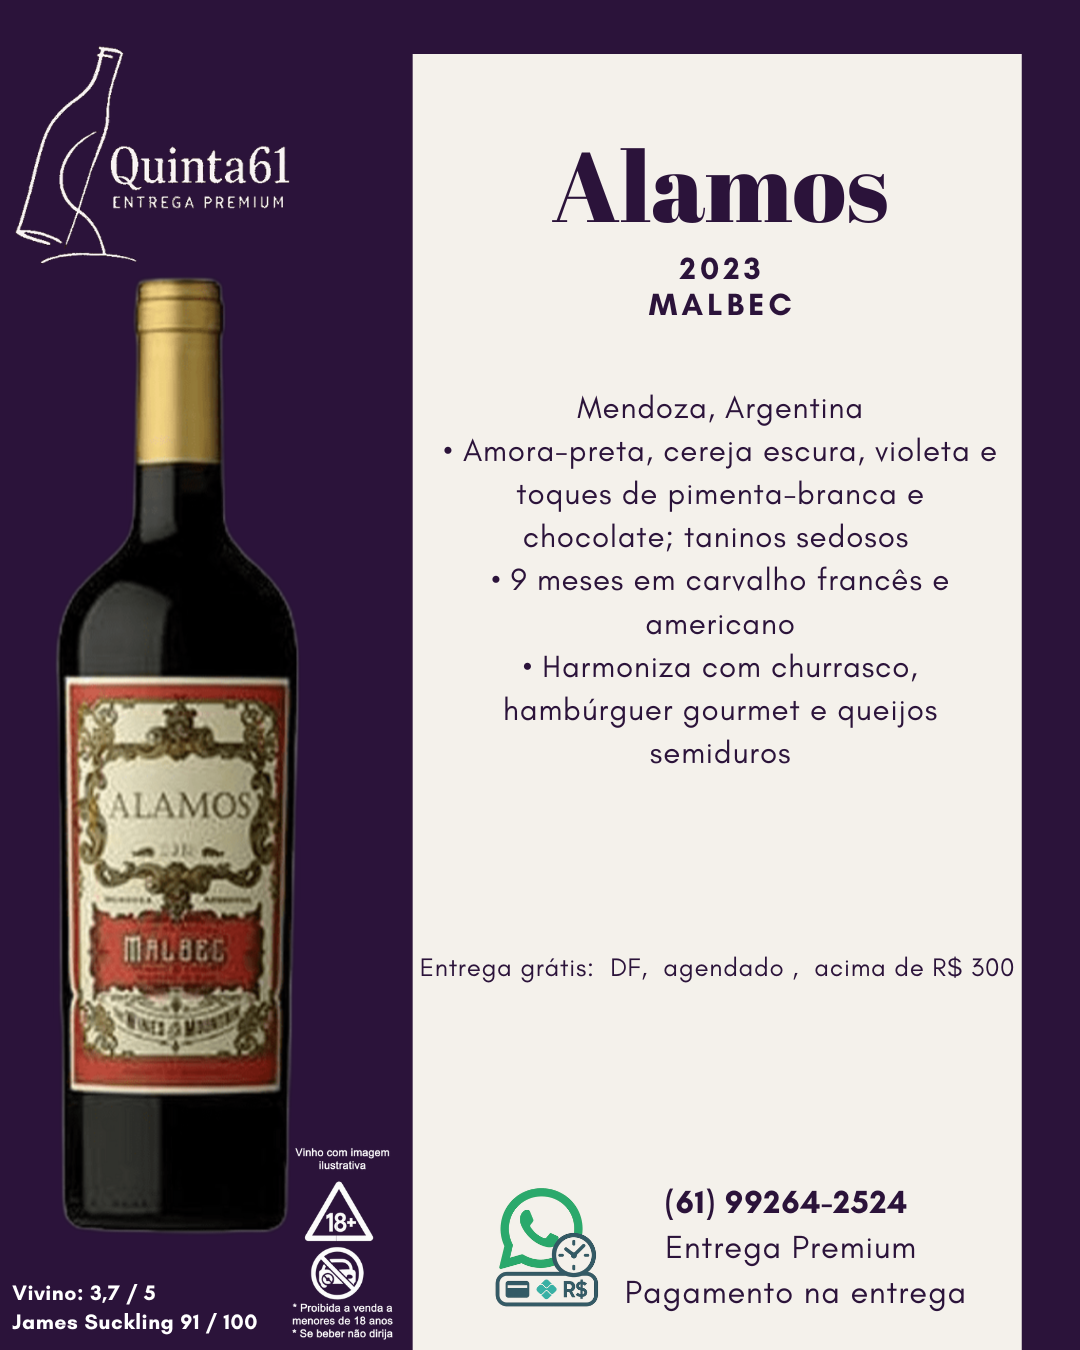 Quinta61
ENTREGA PREMIUM
Alamos
2023
MALBEC
Mendoza, Argentina
• Amora-preta, cereja escura, violeta e
toques de pimenta-branca e
chocolate; taninos sedosos
• 9 meses em carvalho francês e
americano
• Harmoniza com churrasco,
hambúrguer gourmet e queijos
semiduros
Entrega grátis: DF, agendado , acima de R$ 300
ALAMOS
MALBEC
Vinho com imagem
ilustrativa
18+
* Proibida a venda a
menores de 18 anos
* Se beber não dirija
Vivino: 3,7 / 5
James Suckling 91 / 100
R$
(61) 99264-2524
Entrega Premium
Pagamento na entrega